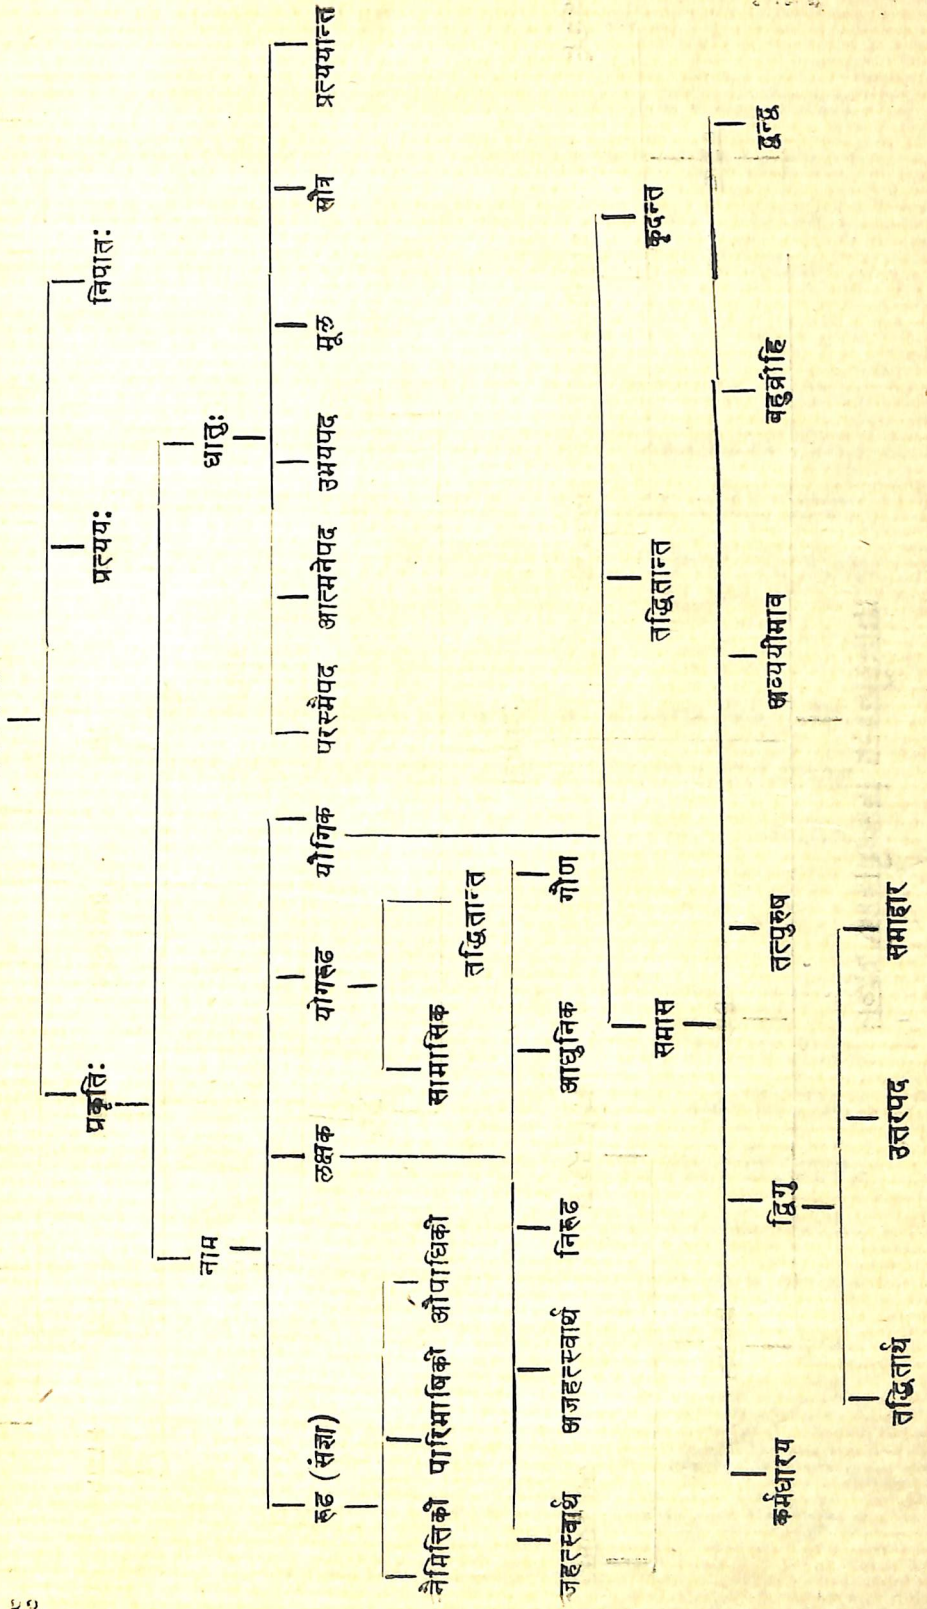 प्रकृतिः प्रत्ययः निपातः
नाम धातुः
रूढ (संज्ञा) लक्षक योगरूढ यौगिक परस्मैपद आत्मनेपद उभयपद मूल सौत्र प्रत्ययान्त
नैमित्तिकी पारिभाषिकी औपाधिकी सामासिक तद्धितान्त
जहत्स्वार्थ अजहत्स्वार्थ निरूढ आधुनिक गौण
समास तद्धितान्त कृदन्त
कर्मधारय द्विगु तत्पुरुष अव्ययीभाव बहुव्रीहि द्वन्द्व
तद्धितार्थ उत्तरपद समाहार